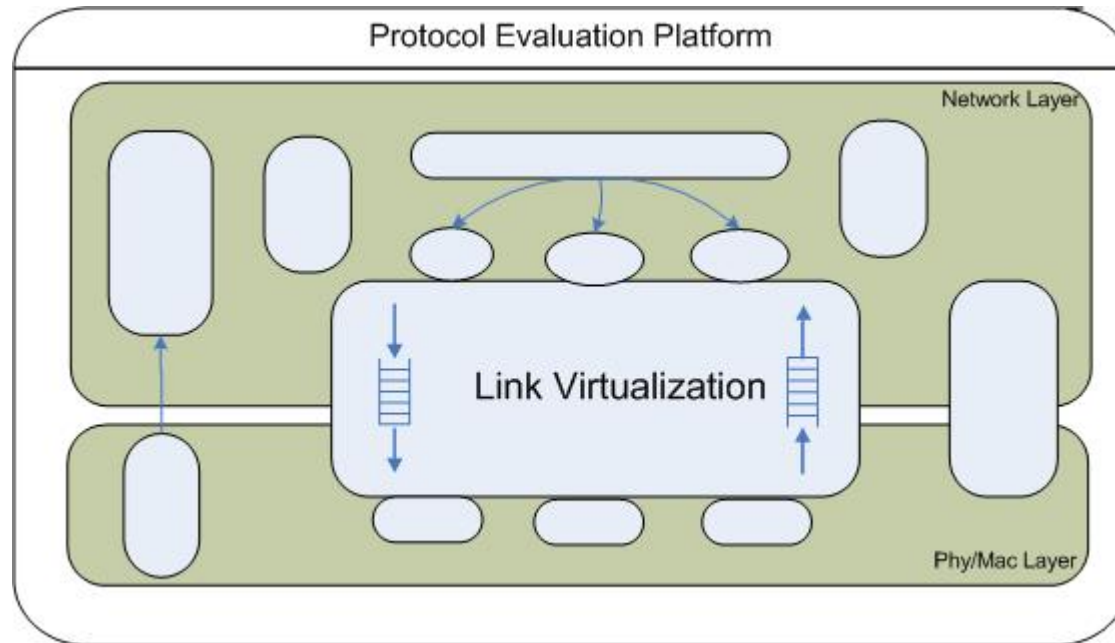 Protocol Evaluation Platform
Network Layer
Link Virtualization
Phy/Mac Layer